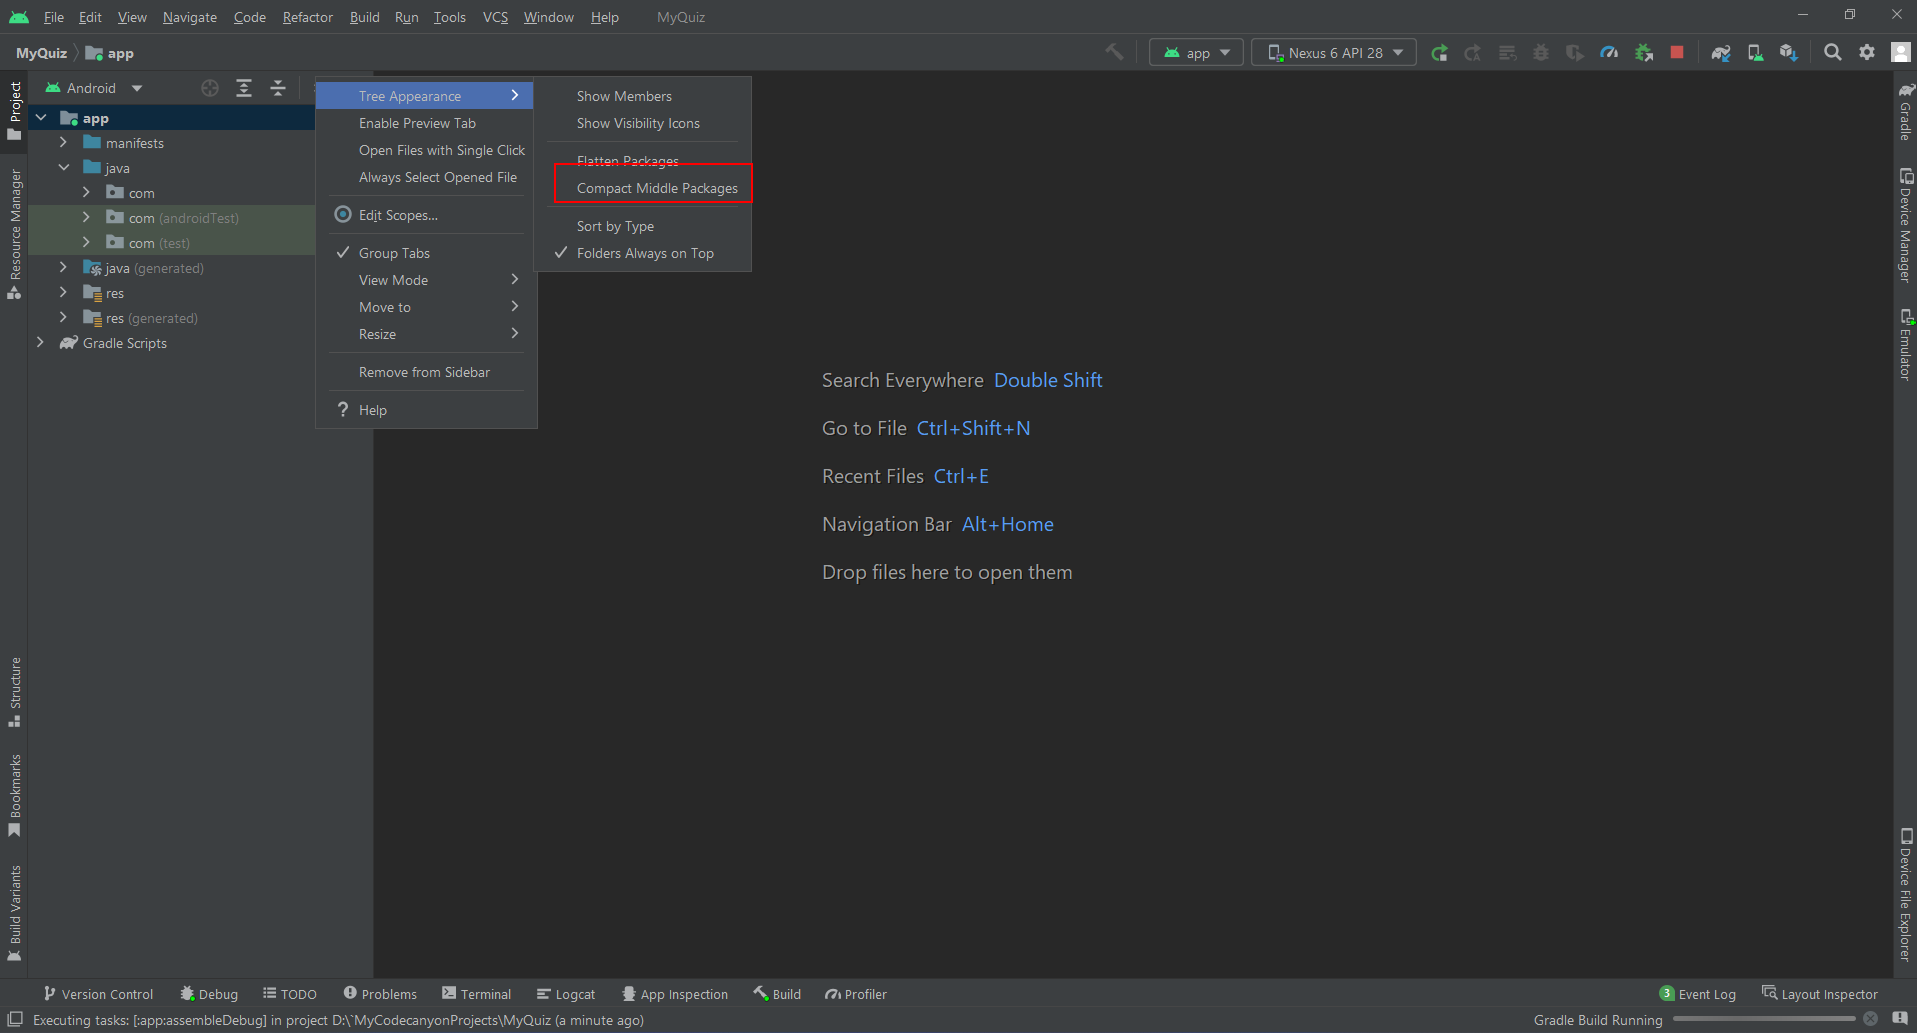 File Edit View Navigate Code Refactor Build Run Tools VCS Window Help MyQuiz
MyQuiz app
app
Nexus 6 API 28
Project
Resource Manager
Structure
Bookmarks
Build Variants
Android
app
manifests
java
com
com (androidTest)
com (test)
java (generated)
res
res (generated)
Gradle Scripts
Tree Appearance
Enable Preview Tab
Open Files with Single Click
Always Select Opened File
Edit Scopes...
Group Tabs
View Mode
Move to
Resize
Remove from Sidebar
? Help
Show Members
Show Visibility Icons
Flatten Packages
Compact Middle Packages
Sort by Type
Folders Always on Top
Search Everywhere Double Shift
Go to File Ctrl+Shift+N
Recent Files Ctrl+E
Navigation Bar Alt+Home
Drop files here to open them
Gradle
Device Manager
Emulator
Device File Explorer
Version Control Debug TODO Problems Terminal Logcat App Inspection Build Profiler
3 Event Log Layout Inspector
Executing tasks: [:app:assembleDebug] in project D:\`MyCodecanyonProjects\MyQuiz (a minute ago)
Gradle Build Running